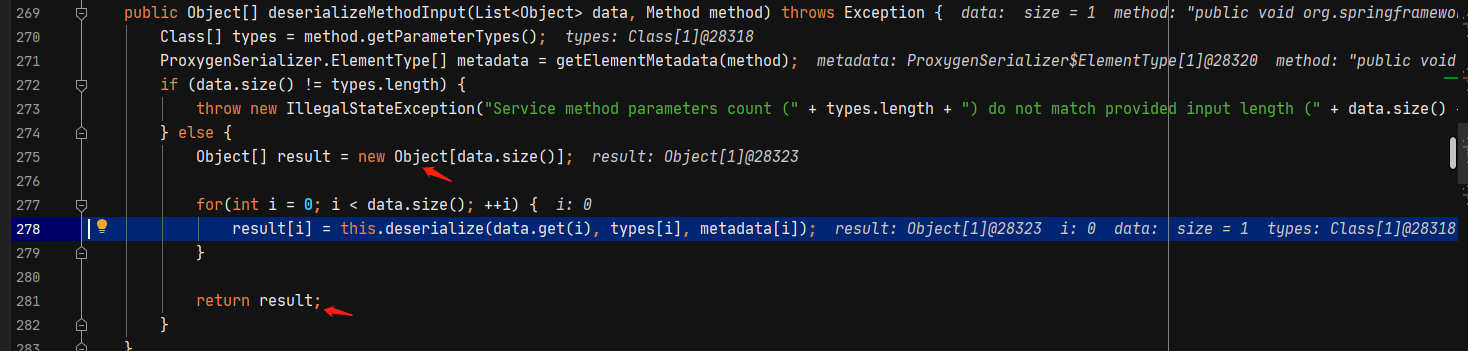 269 public Object[] deserializeMethodInput(List<Object> data, Method method) throws Exception { data: size = 1 method: "public void org.springframewo
270 Class[] types = method.getParameterTypes(); types: Class[1]@28318
271 ProxygenSerializer.ElementType[] metadata = getElementMetadata(method); metadata: ProxygenSerializer$ElementType[1]@28320 method: "public void
272 if (data.size() != types.length) {
273 throw new IllegalStateException("Service method parameters count (" + types.length + ") do not match provided input length (" + data.size() +
274 } else {
275 Object[] result = new Object[data.size()]; result: Object[1]@28323
276
277 for(int i = 0; i < data.size(); ++i) { i: 0
278 result[i] = this.deserialize(data.get(i), types[i], metadata[i]); result: Object[1]@28323 i: 0 data: size = 1 types: Class[1]@28318
279 }
280
281 return result;
282 }
283 }